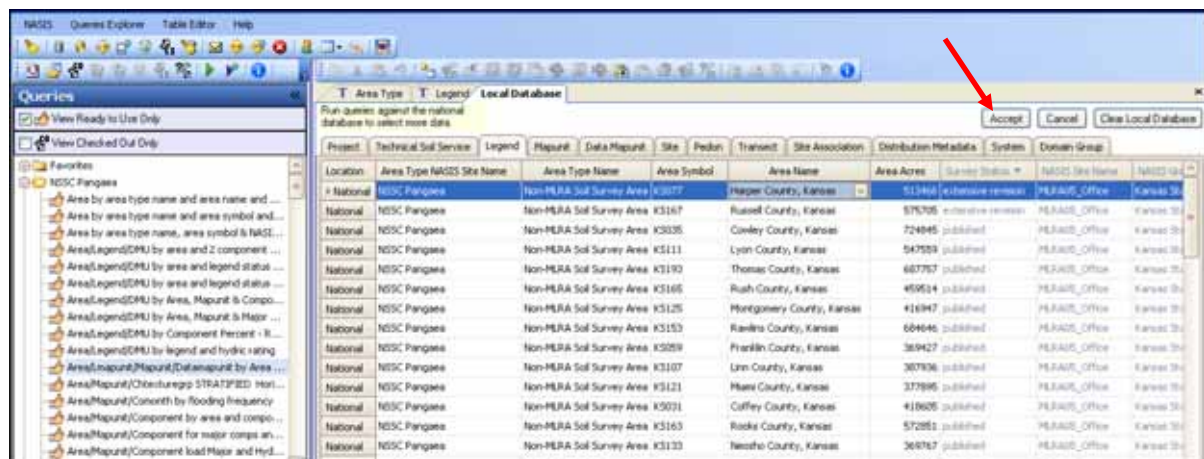 NASIS Queries Explorer Table Editor Help
Queries
View Ready to Use Only
View Checked Out Only
Favorites
NSSC Pangaea
Area by area type name and area name and ...
Area by area type name and area symbol and...
Area by area type name, area symbol & NASI...
Area/Legend/DMU by area and 2 component ...
Area/Legend/DMU by area and legend status ...
Area/Legend/DMU by area and legend status ...
Area/Legend/DMU by Area, Mapunit & Compo...
Area/Legend/DMU by Area, Mapunit & Major ...
Area/Legend/DMU by Component Percent - R...
Area/Legend/DMU by legend and hydric rating
Area/Lmapunit/Mapunit/Datamapunit by Area ...
Area/Mapunit/Chtexturegrp STRATIFIED Hori...
Area/Mapunit/Comonth by flooding frequency
Area/Mapunit/Component by area and compo...
Area/Mapunit/Component for major comps an...
Area/Mapunit/Component load Major and Hyd...
T Area Type T Legend Local Database
Run queries against the national
database to select more data.
Accept Cancel Clear Local Database
Project Technical Soil Service Legend Mapunit Data Mapunit Site Pedon Transect Site Association Distribution Metadata System Domain Group
Location Area Type NASIS Site Name Area Type Name Area Symbol Area Name Area Acres Survey Status NASIS Site Name
National NSSC Pangaea Non-MLRA Soil Survey Area KS077 Harper County, Kansas 513468 extensive revision MLRA05_Office
National NSSC Pangaea Non-MLRA Soil Survey Area KS167 Russell County, Kansas 575705 extensive revision MLRA05_Office
National NSSC Pangaea Non-MLRA Soil Survey Area KS035 Cowley County, Kansas 724845 published MLRA05_Office
National NSSC Pangaea Non-MLRA Soil Survey Area KS111 Lyon County, Kansas 547559 published MLRA05_Office
National NSSC Pangaea Non-MLRA Soil Survey Area KS193 Thomas County, Kansas 687767 published MLRA05_Office
National NSSC Pangaea Non-MLRA Soil Survey Area KS165 Rush County, Kansas 459514 published MLRA05_Office
National NSSC Pangaea Non-MLRA Soil Survey Area KS125 Montgomery County, Kansas 416947 published MLRA05_Office
National NSSC Pangaea Non-MLRA Soil Survey Area KS153 Rawlins County, Kansas 684646 published MLRA05_Office
National NSSC Pangaea Non-MLRA Soil Survey Area KS059 Franklin County, Kansas 369427 published MLRA05_Office
National NSSC Pangaea Non-MLRA Soil Survey Area KS107 Linn County, Kansas 387936 published MLRA05_Office
National NSSC Pangaea Non-MLRA Soil Survey Area KS121 Miami County, Kansas 377895 published MLRA05_Office
National NSSC Pangaea Non-MLRA Soil Survey Area KS031 Coffey County, Kansas 418605 published MLRA05_Office
National NSSC Pangaea Non-MLRA Soil Survey Area KS163 Rooks County, Kansas 572851 published MLRA05_Office
National NSSC Pangaea Non-MLRA Soil Survey Area KS133 Neosho County, Kansas 369767 published MLRA05_Office